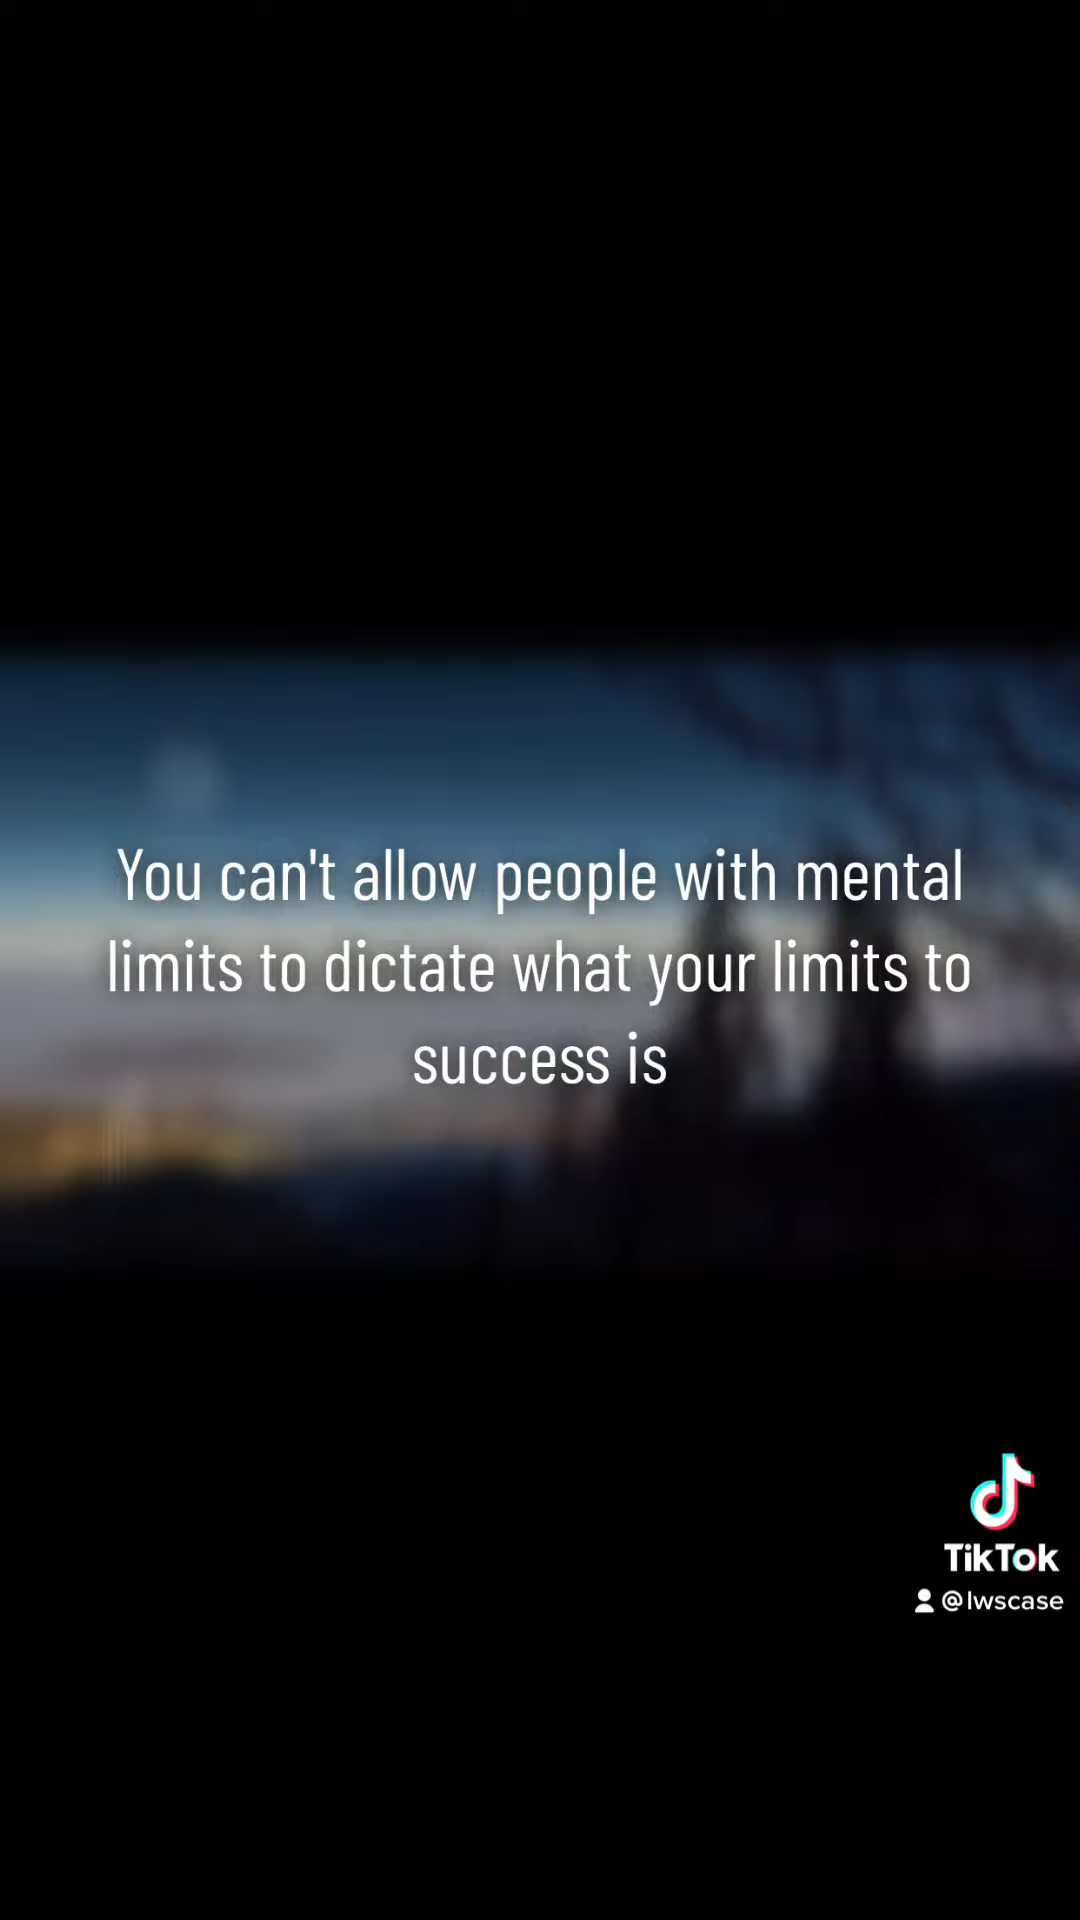 You can't allow people with mental
limits to dictate what your limits to
success is
TikTok
@lwscase